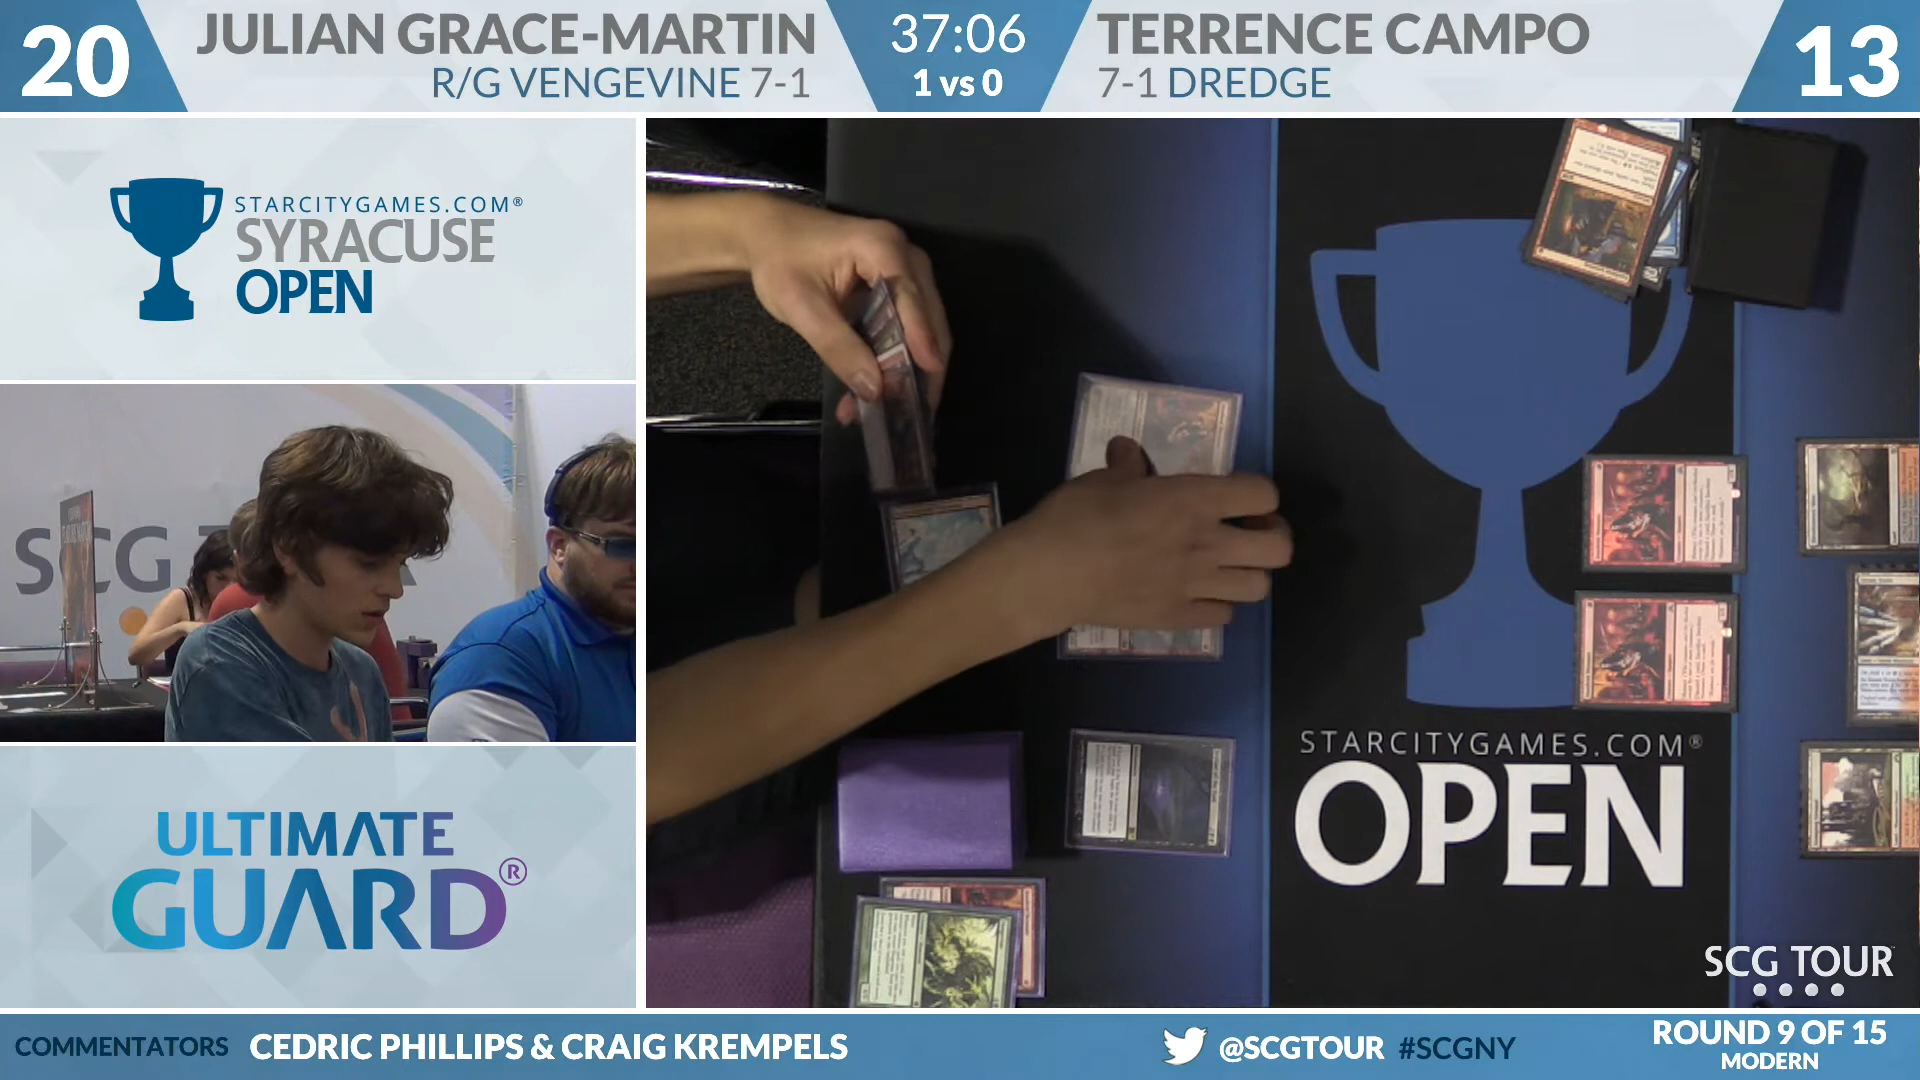 20
JULIAN GRACE-MARTIN
R/G VENGEVINE 7-1
37:06
1 vs 0
TERRENCE CAMPO
7-1 DREDGE
13
STARCITYGAMES.COM®
SYRACUSE
OPEN
SCG
ULTIMATE
GUARD®
STARCITYGAMES.COM®
OPEN
SCG TOUR
COMMENTATORS CEDRIC PHILLIPS & CRAIG KREMPELS
@SCGTOUR #SCGNY
ROUND 9 OF 15
MODERN